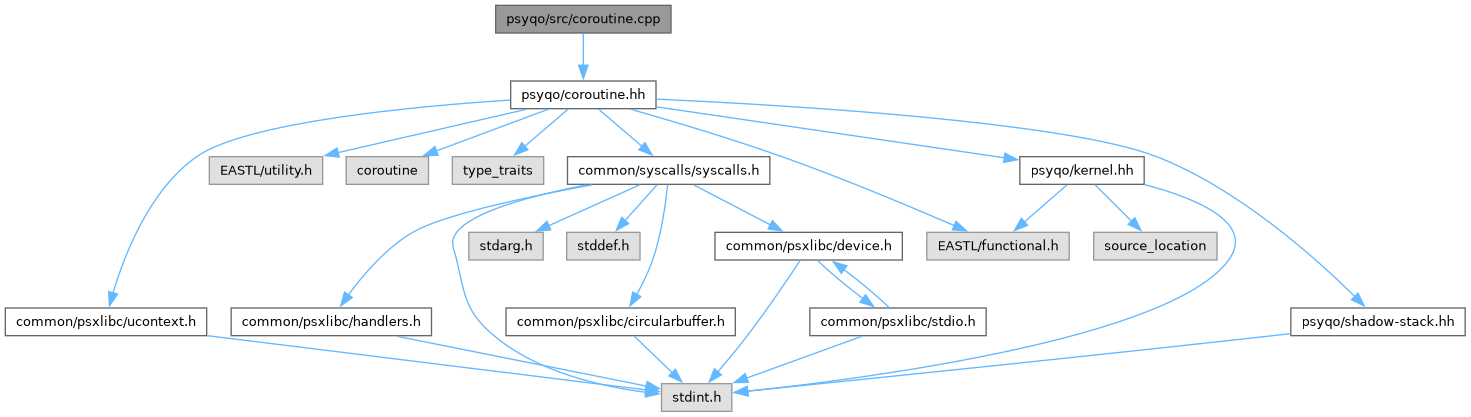 psyqo/src/coroutine.cpp
psyqo/coroutine.hh
EASTL/utility.h
coroutine
type_traits
common/syscalls/syscalls.h
psyqo/kernel.hh
stdarg.h
stddef.h
common/psxlibc/device.h
EASTL/functional.h
source_location
common/psxlibc/ucontext.h
common/psxlibc/handlers.h
common/psxlibc/circularbuffer.h
common/psxlibc/stdio.h
psyqo/shadow-stack.hh
stdint.h